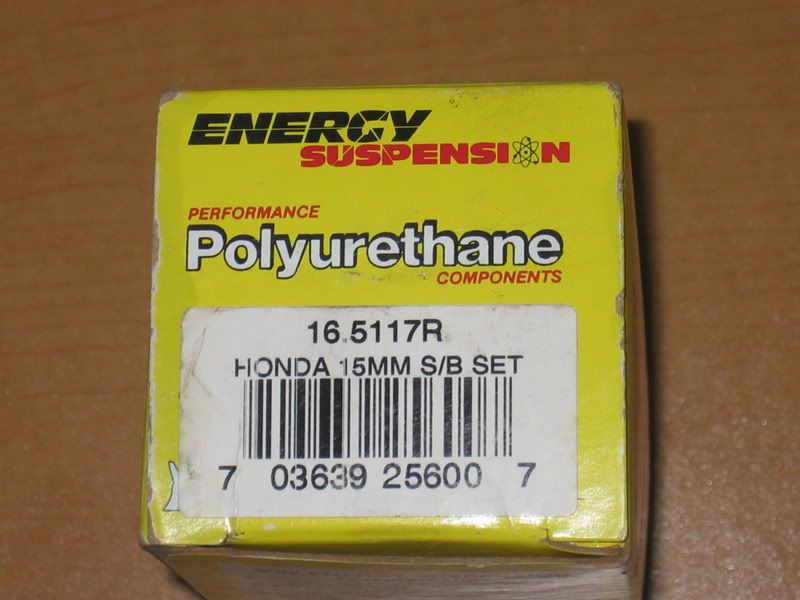 ENERGY
SUSPENSION
PERFORMANCE
Polyurethane
COMPONENTS
16.5117R
HONDA 15MM S/B SET
7 03639 25600 7